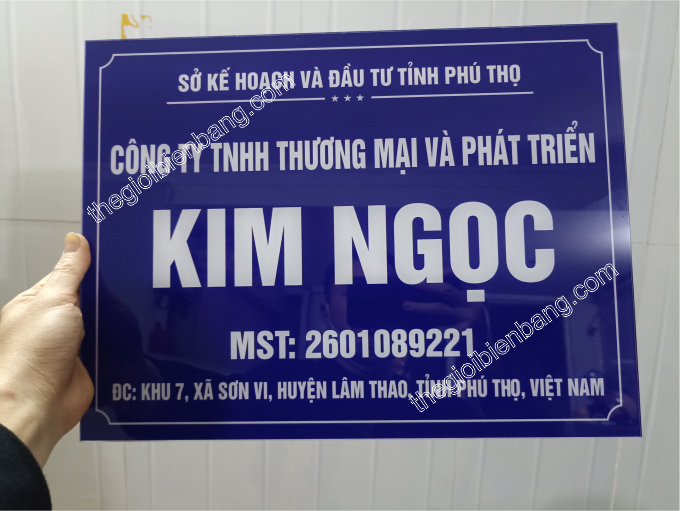 SỞ KẾ HOẠCH VÀ ĐẦU TƯ TỈNH PHÚ THỌ
CÔNG TY TNHH THƯƠNG MẠI VÀ PHÁT TRIỂN
KIM NGỌC
MST: 2601089221
ĐC: KHU 7, XÃ SƠN VI, HUYỆN LÂM THAO, TỈNH PHÚ THỌ, VIỆT NAM
thegioibienbang.com
thegioibienbang.com